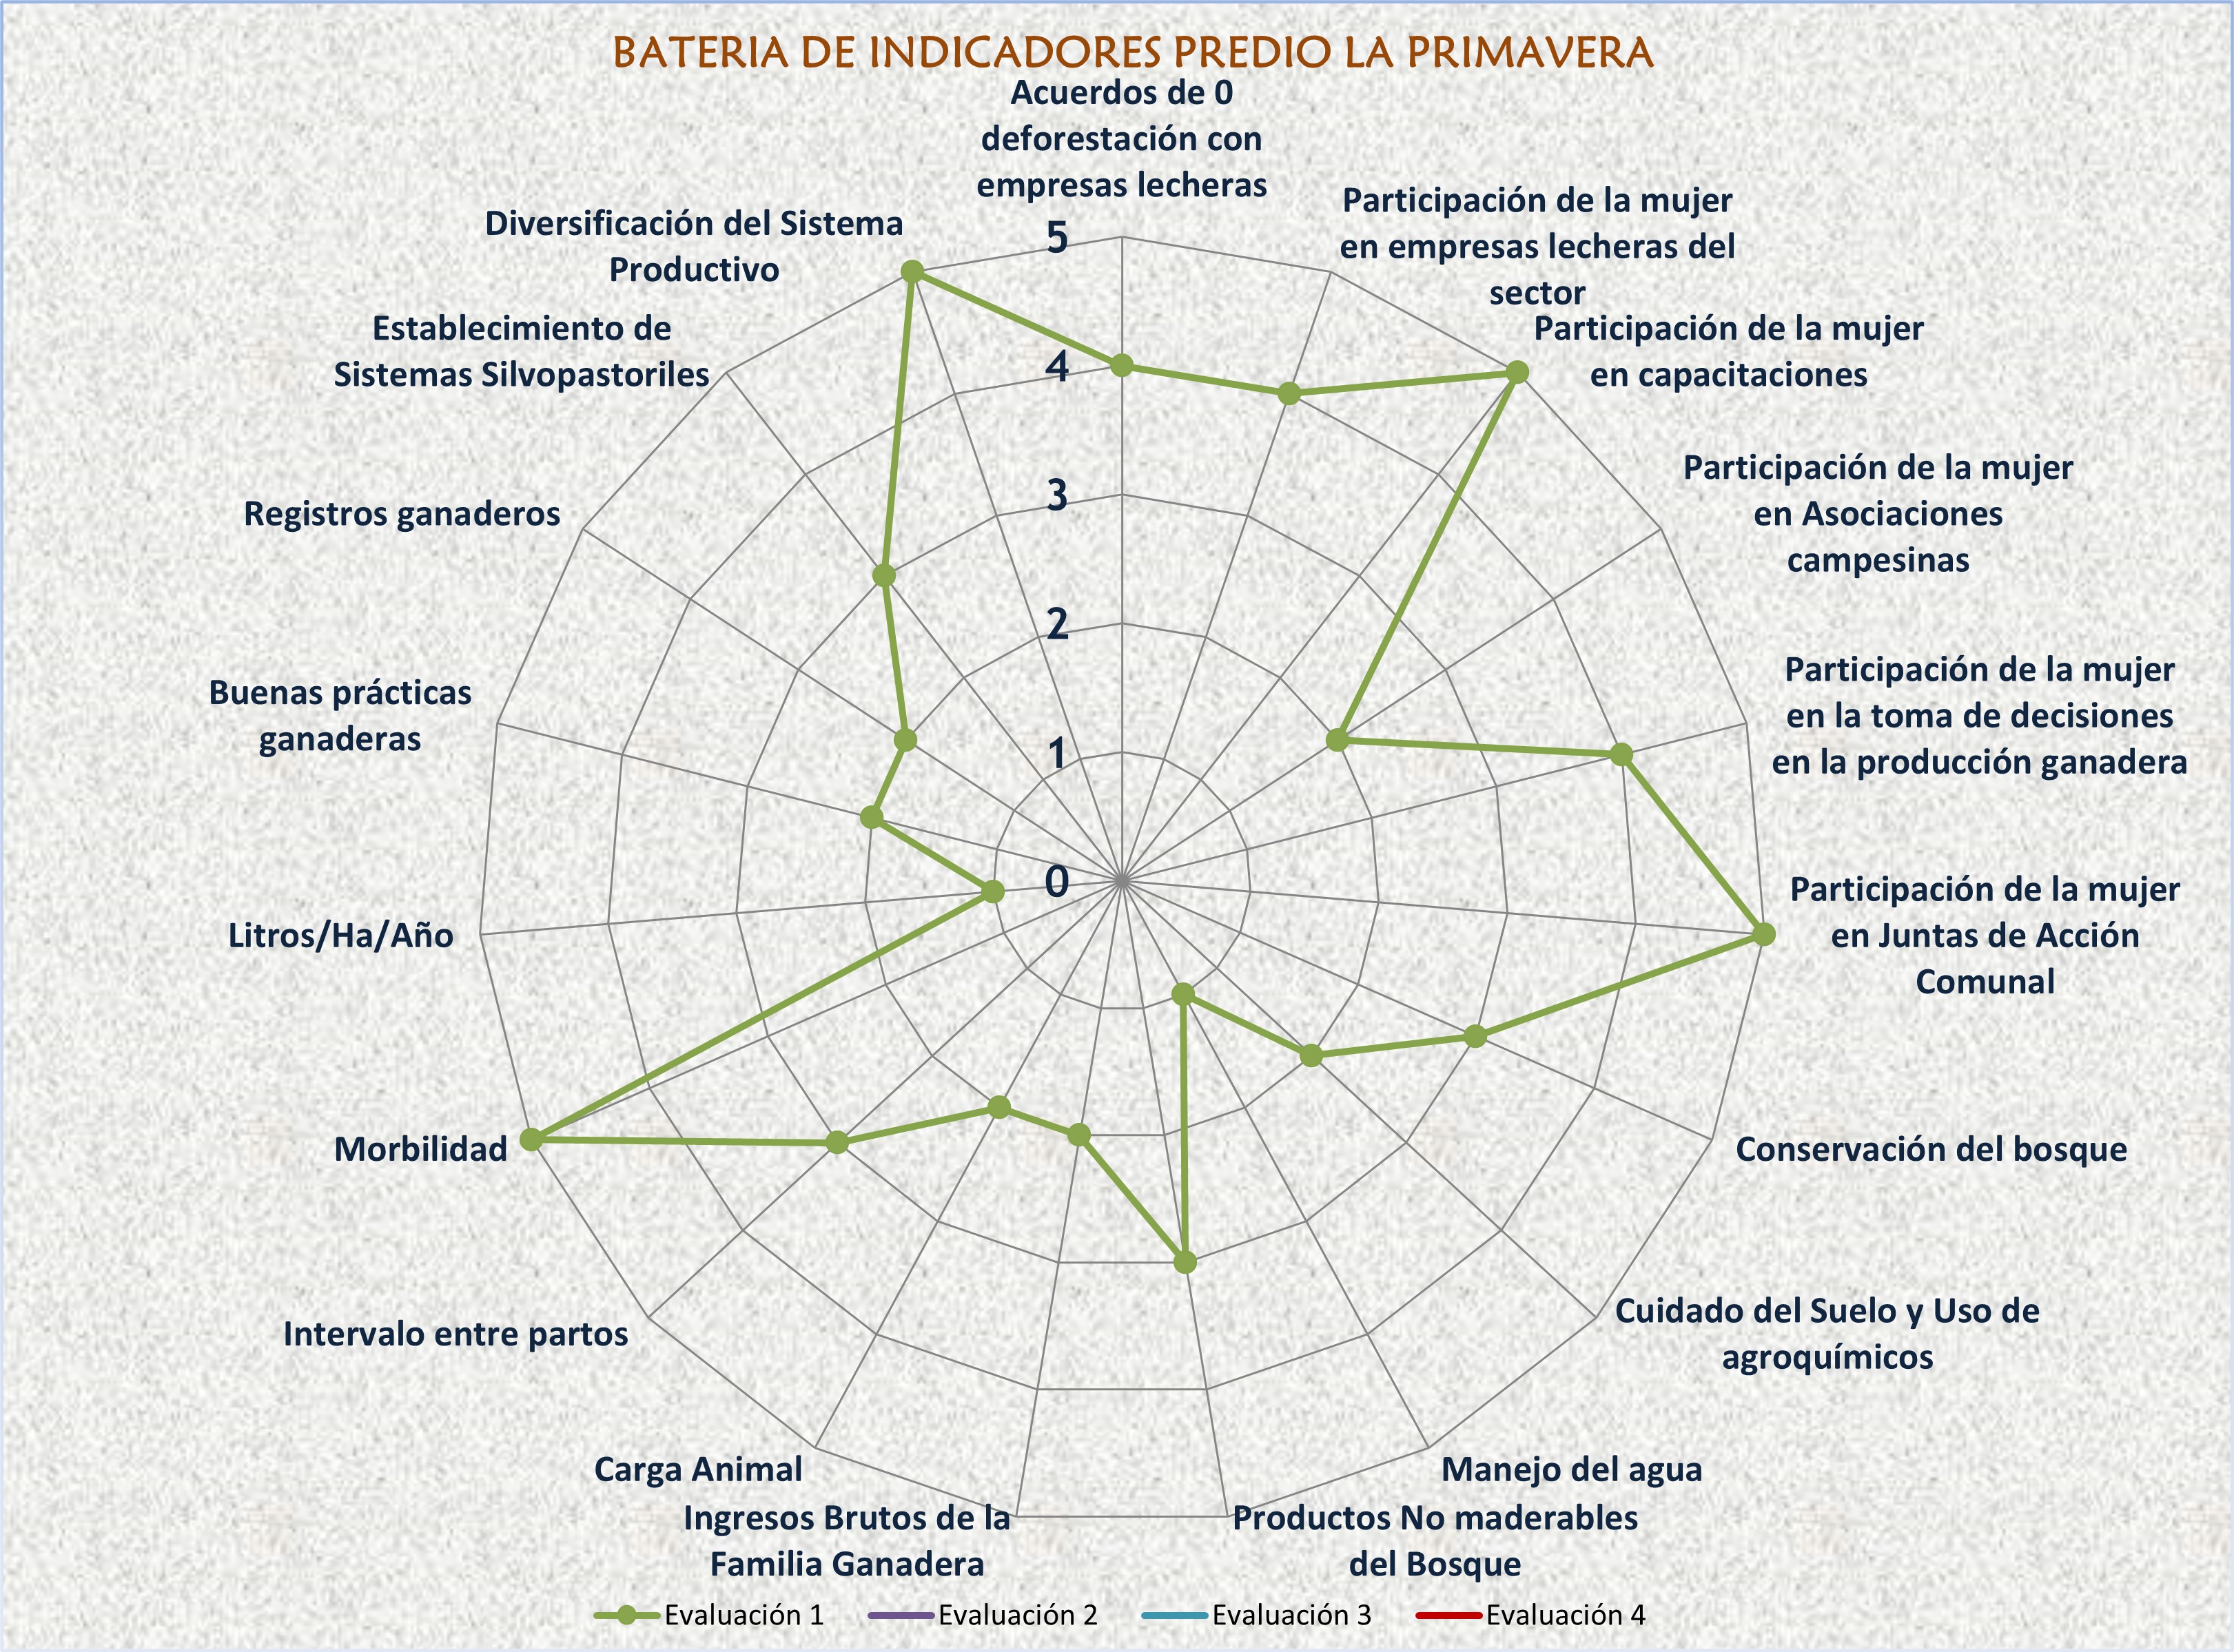 BATERIA DE INDICADORES PREDIO LA PRIMAVERA
Acuerdos de 0
deforestación con
empresas lecheras
Participación de la mujer
en empresas lecheras del
sector
Participación de la mujer
en capacitaciones
Participación de la mujer
en Asociaciones
campesinas
Participación de la mujer
en la toma de decisiones
en la producción ganadera
Participación de la mujer
en Juntas de Acción
Comunal
Conservación del bosque
Cuidado del Suelo y Uso de
agroquímicos
Manejo del agua
Productos No maderables
del Bosque
Ingresos Brutos de la
Familia Ganadera
Carga Animal
Intervalo entre partos
Morbilidad
Litros/Ha/Año
Buenas prácticas
ganaderas
Registros ganaderos
Establecimiento de
Sistemas Silvopastoriles
Diversificación del Sistema
Productivo
5
4
3
2
1
0
Evaluación 1
Evaluación 2
Evaluación 3
Evaluación 4